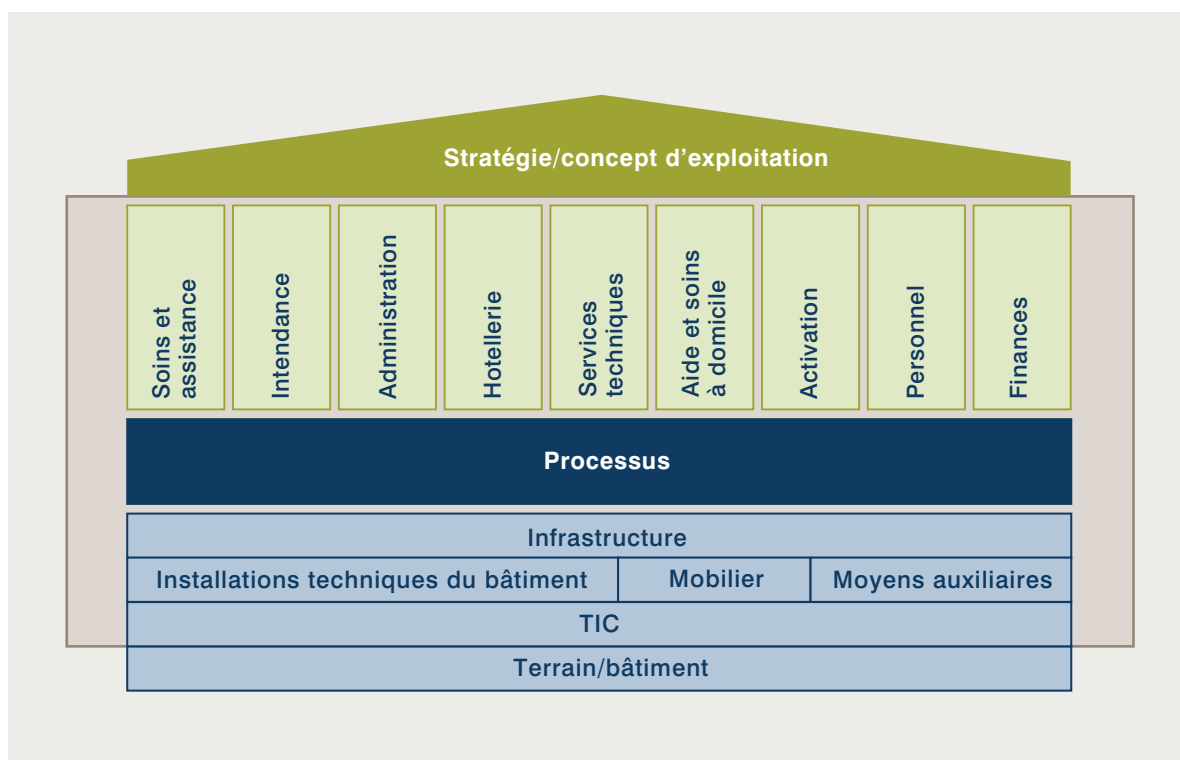 Stratégie/concept d’exploitation
Soins et
assistance
Intendance
Administration
Hotellerie
Services
techniques
Aide et soins
à domicile
Activation
Personnel
Finances
Processus
Infrastructure
Installations techniques du bâtiment
Mobilier
Moyens auxiliaires
TIC
Terrain/bâtiment